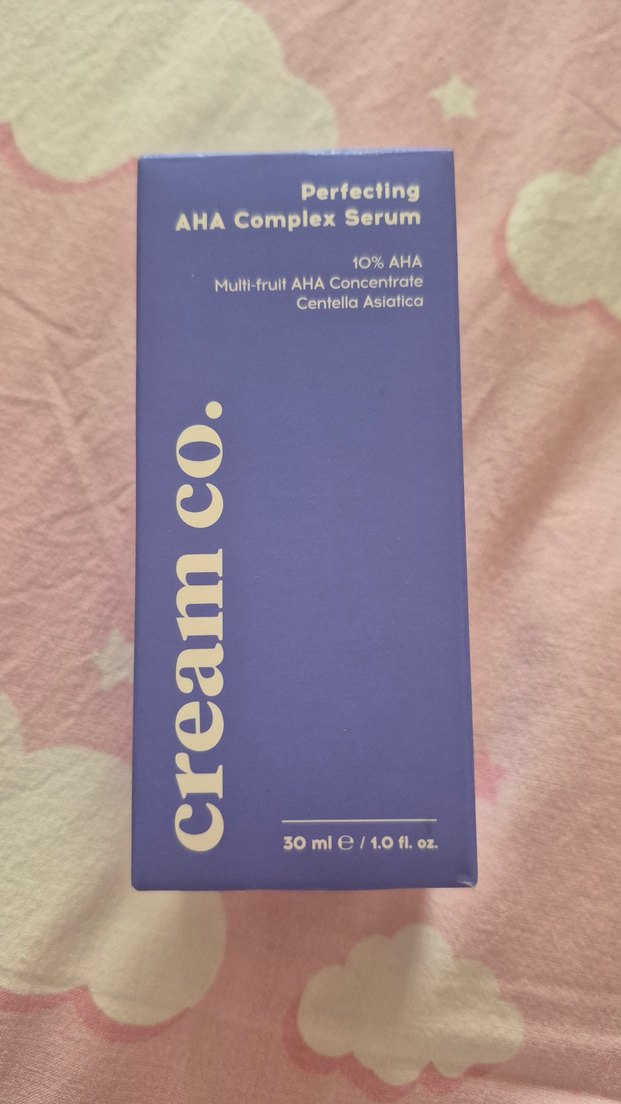 Perfecting
AHA Complex Serum
10% AHA
Multi-fruit AHA Concentrate
Centella Asiatica
cream co.
30 ml ℮ / 1.0 fl. oz.